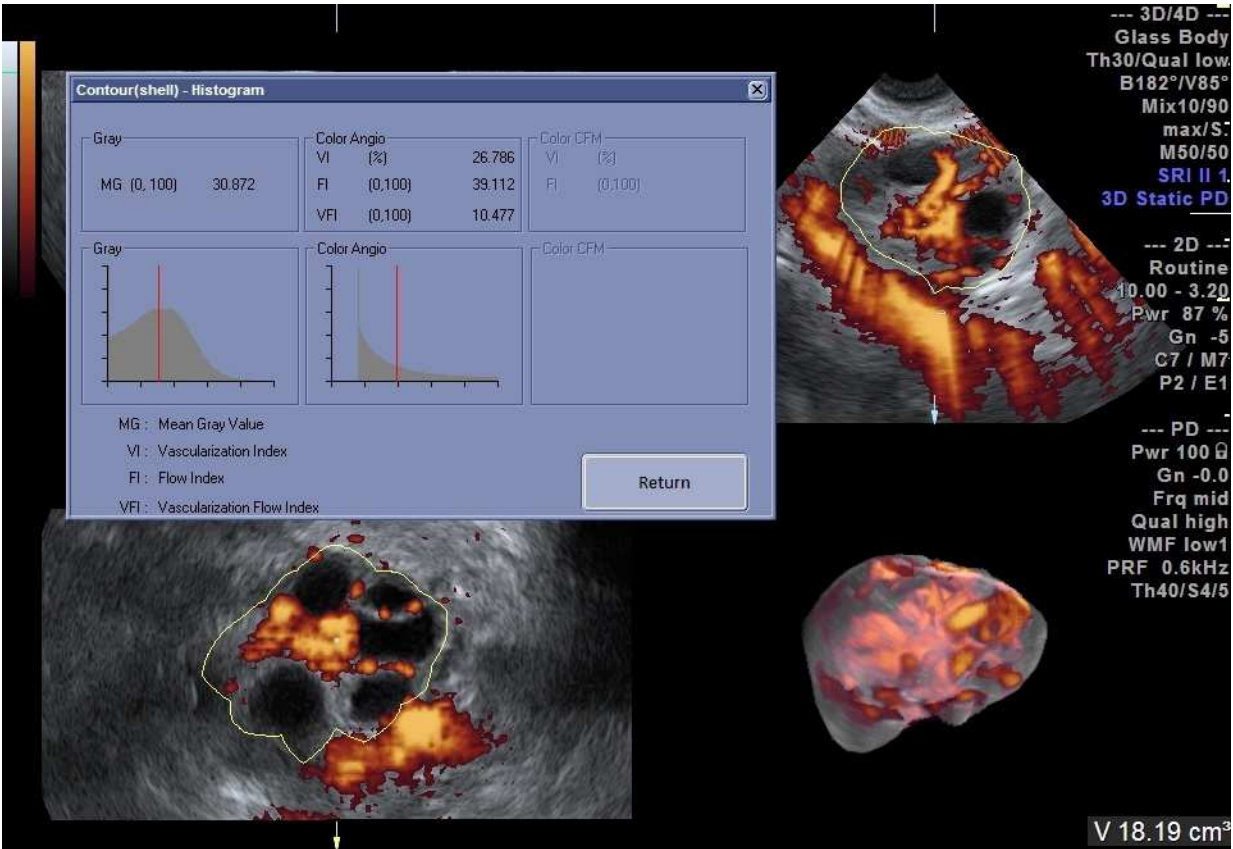 Contour(shell) - Histogram
Gray
MG (0, 100) 30.872
Color Angio
VI (%) 26.786
FI (0,100) 39.112
VFI (0,100) 10.477
Color CFM
VI (%)
FI (0,100)
Gray
Color Angio
Color CFM
MG : Mean Gray Value
VI : Vascularization Index
FI : Flow Index
VFI : Vascularization Flow Index
Return
--- 3D/4D ---
Glass Body
Th30/Qual low
B182°/V85°
Mix10/90
max/S.
M50/50
SRI II 1
3D Static PD
--- 2D ---
Routine
10.00 - 3.20
Pwr 87 %
Gn -5
C7 / M7
P2 / E1
--- PD ---
Pwr 100
Gn -0.0
Frq mid
Qual high
WMF low1
PRF 0.6kHz
Th40/S4/5
V 18.19 cm³